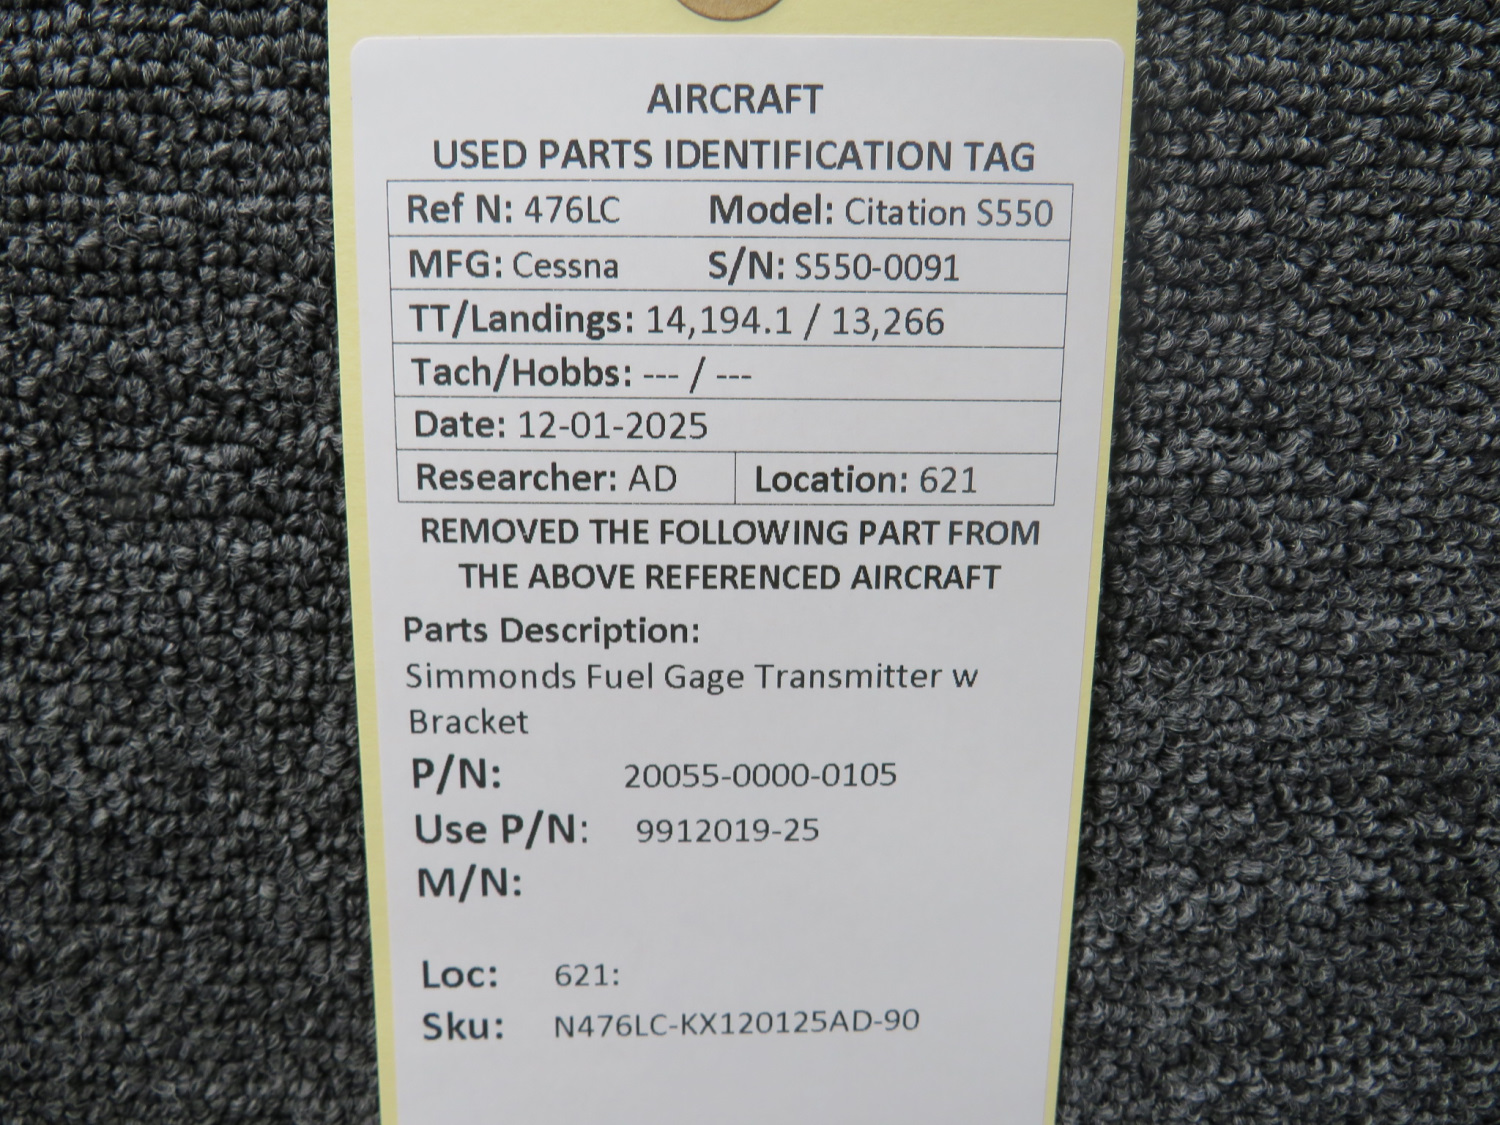 AIRCRAFT
USED PARTS IDENTIFICATION TAG
Ref N: 476LC Model: Citation S550
MFG: Cessna S/N: S550-0091
TT/Landings: 14,194.1 / 13,266
Tach/Hobbs: --- / ---
Date: 12-01-2025
Researcher: AD Location: 621
REMOVED THE FOLLOWING PART FROM
THE ABOVE REFERENCED AIRCRAFT
Parts Description:
Simmonds Fuel Gage Transmitter w
Bracket
P/N: 20055-0000-0105
Use P/N: 9912019-25
M/N:
Loc: 621:
Sku: N476LC-KX120125AD-90